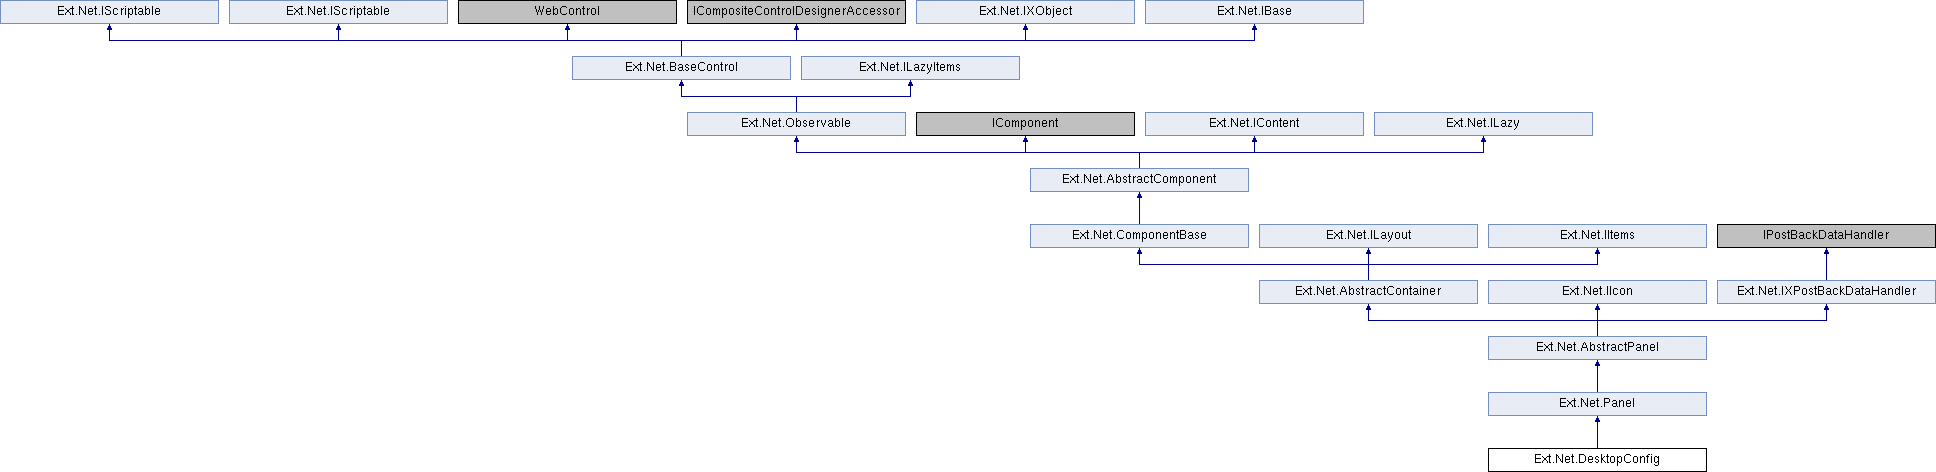 Ext.Net.IScriptable
Ext.Net.IScriptable
WebControl
ICompositeControlDesignerAccessor
Ext.Net.IXObject
Ext.Net.IBase
Ext.Net.BaseControl
Ext.Net.ILazyItems
Ext.Net.Observable
IComponent
Ext.Net.IContent
Ext.Net.ILazy
Ext.Net.AbstractComponent
Ext.Net.ComponentBase
Ext.Net.ILayout
Ext.Net.IItems
IPostBackDataHandler
Ext.Net.AbstractContainer
Ext.Net.IIcon
Ext.Net.IXPostBackDataHandler
Ext.Net.AbstractPanel
Ext.Net.Panel
Ext.Net.DesktopConfig